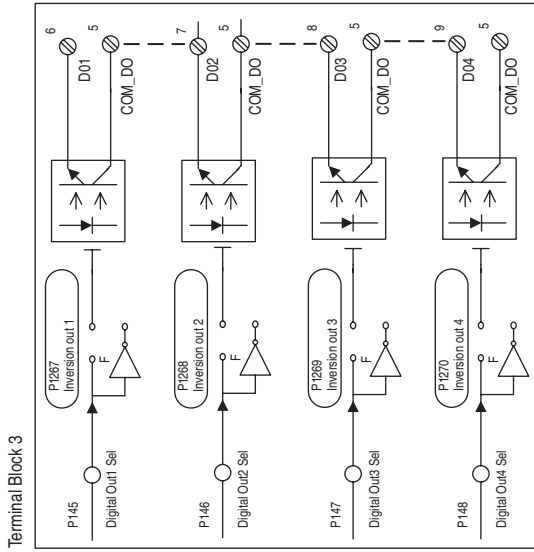 Terminal Block 3
P145
Digital Out1 Sel
P1267
Inversion out 1
F
6
D01
5
COM_DO
P146
Digital Out2 Sel
P1268
Inversion out 2
F
7
D02
5
COM_DO
P147
Digital Out3 Sel
P1269
Inversion out 3
F
8
D03
5
COM_DO
P148
Digital Out4 Sel
P1270
Inversion out 4
F
9
D04
5
COM_DO